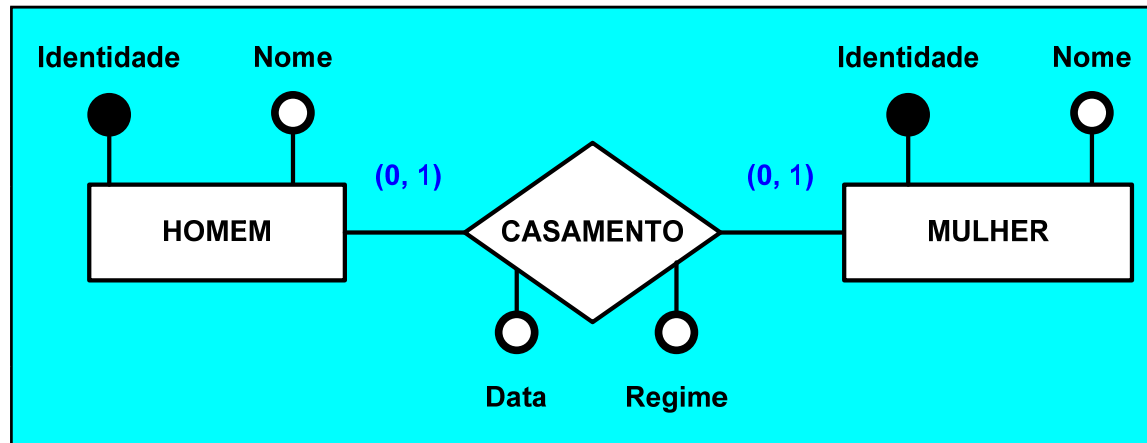 Identidade Nome Identidade Nome
(0, 1) (0, 1)
HOMEM CASAMENTO MULHER
Data Regime